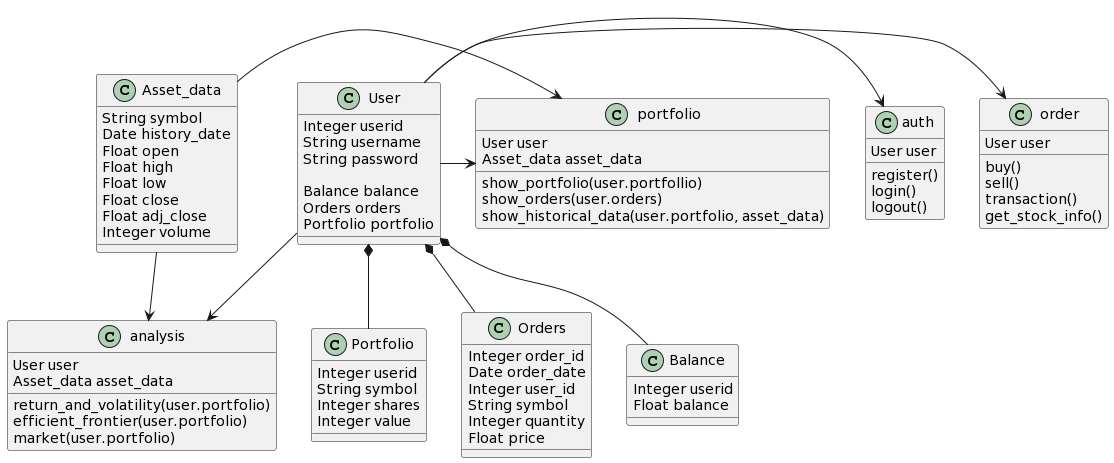 C Asset_data
String symbol
Date history_date
Float open
Float high
Float low
Float close
Float adj_close
Integer volume
C User
Integer userid
String username
String password
Balance balance
Orders orders
Portfolio portfolio
C portfolio
User user
Asset_data asset_data
show_portfolio(user.portfollio)
show_orders(user.orders)
show_historical_data(user.portfolio, asset_data)
C auth
User user
register()
login()
logout()
C order
User user
buy()
sell()
transaction()
get_stock_info()
C analysis
User user
Asset_data asset_data
return_and_volatility(user.portfolio)
efficient_frontier(user.portfolio)
market(user.portfolio)
C Portfolio
Integer userid
String symbol
Integer shares
Integer value
C Orders
Integer order_id
Date order_date
Integer user_id
String symbol
Integer quantity
Float price
C Balance
Integer userid
Float balance